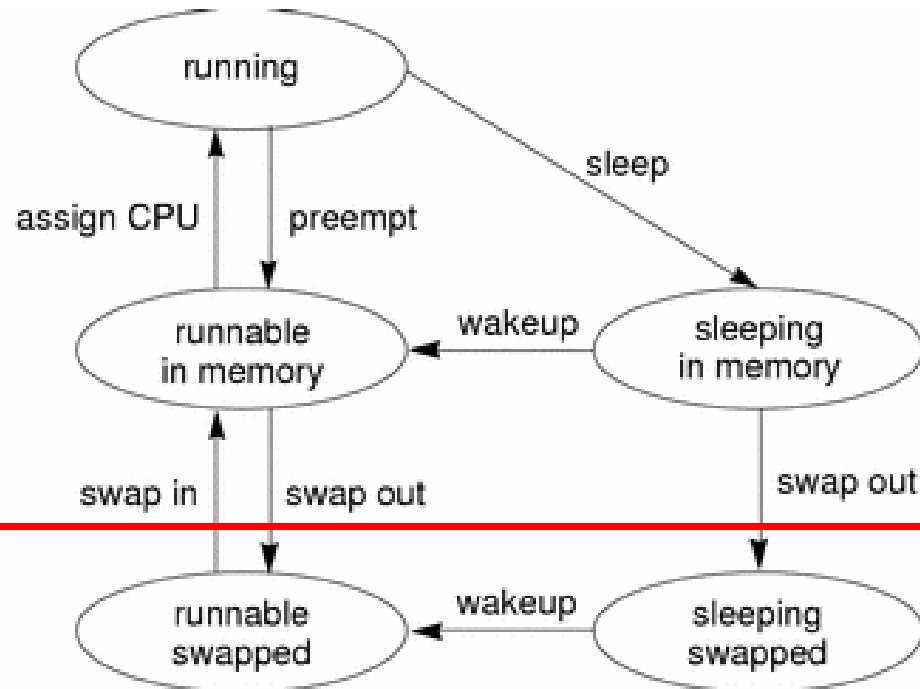 running
sleep
assign CPU
preempt
runnable
in memory
wakeup
sleeping
in memory
swap in
swap out
swap out
runnable
swapped
wakeup
sleeping
swapped